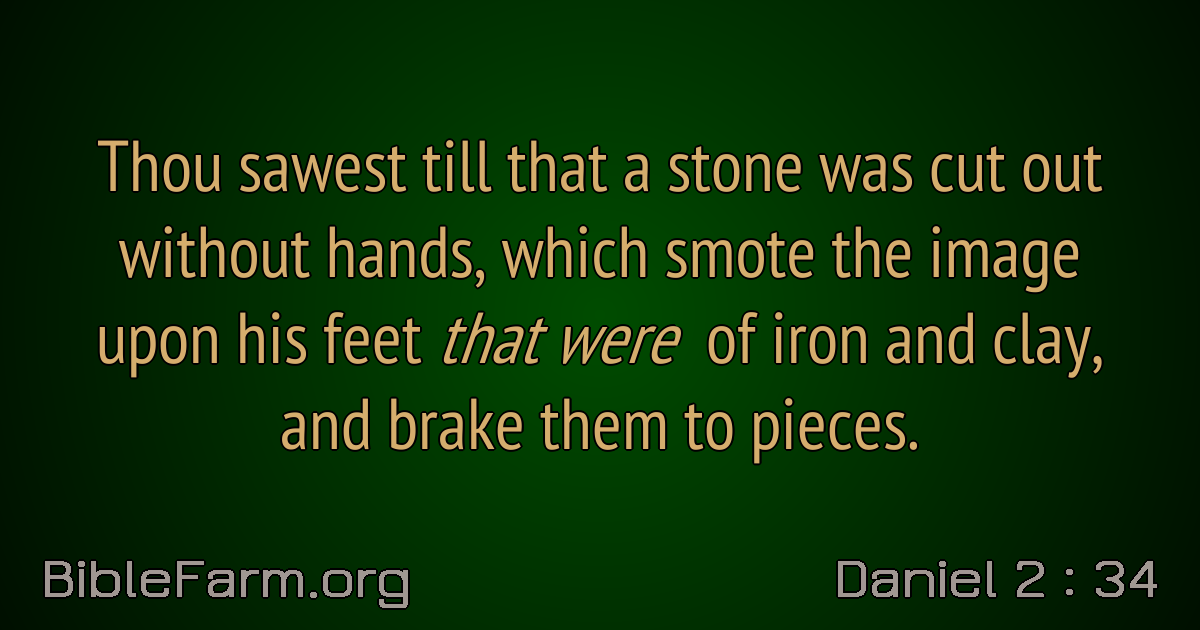 Thou sawest till that a stone was cut out
without hands, which smote the image
upon his feet that were of iron and clay,
and brake them to pieces.
BibleFarm.org
Daniel 2 : 34